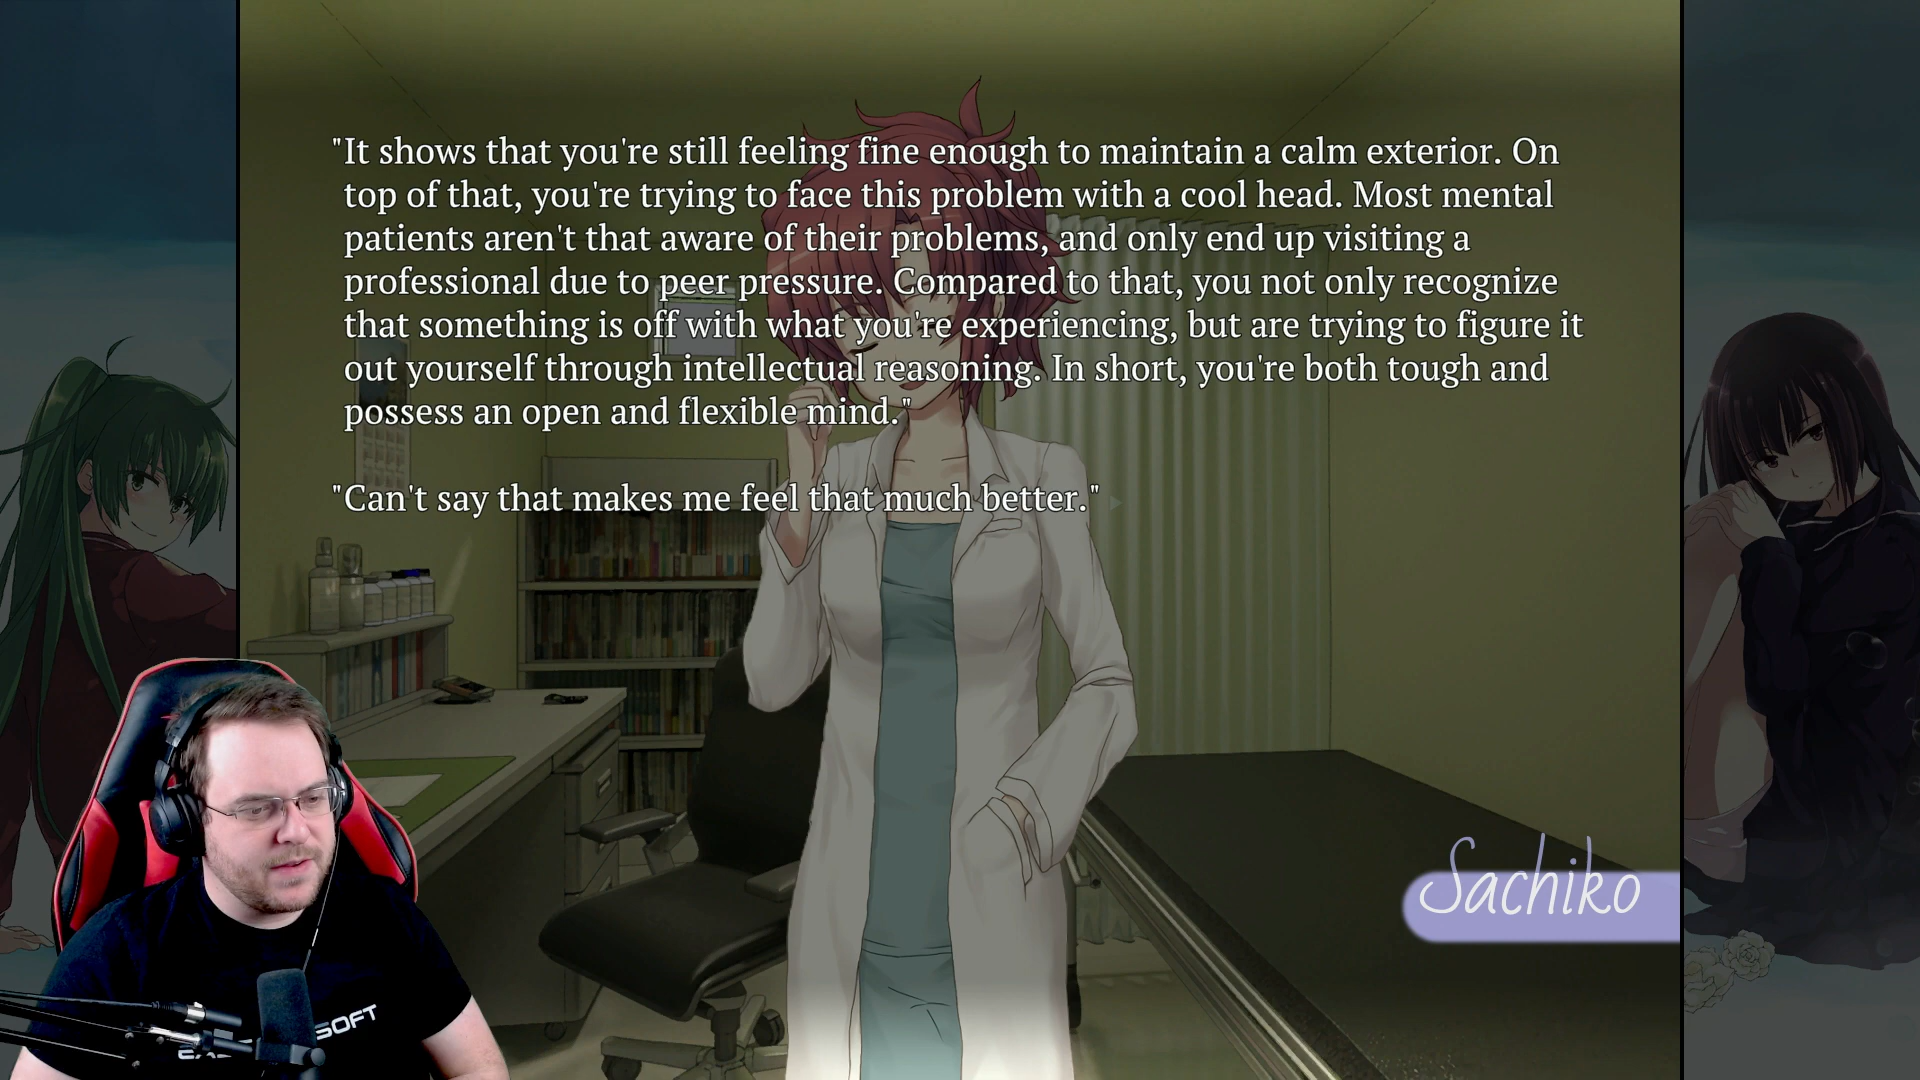 "It shows that you're still feeling fine enough to maintain a calm exterior. On
top of that, you're trying to face this problem with a cool head. Most mental
patients aren't that aware of their problems, and only end up visiting a
professional due to peer pressure. Compared to that, you not only recognize
that something is off with what you're experiencing, but are trying to figure it
out yourself through intellectual reasoning. In short, you're both tough and
possess an open and flexible mind."
"Can't say that makes me feel that much better."
Sachiko